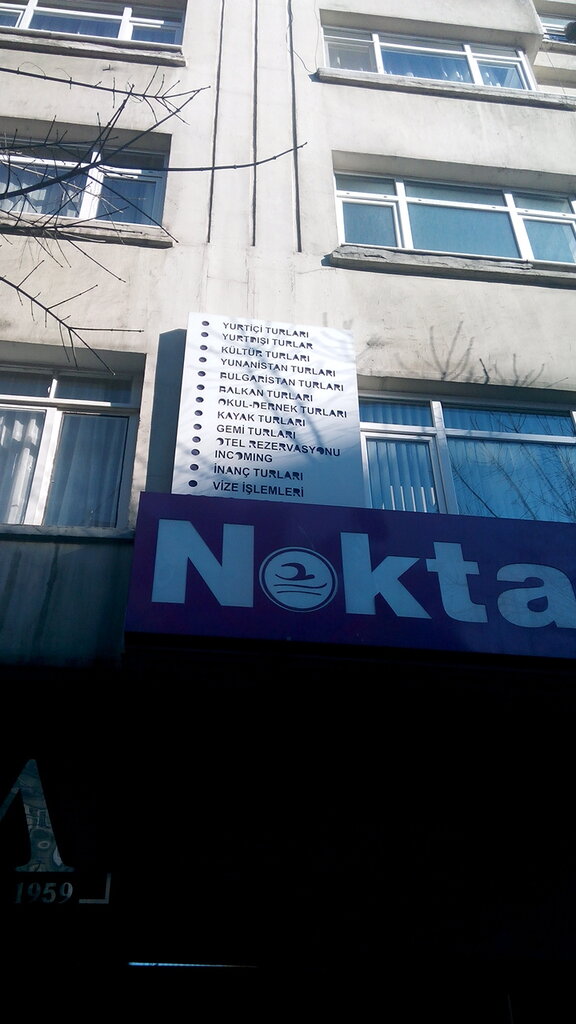 YURTİÇİ TURLARI
YURTDIŞI TURLAR
KÜLTÜR TURLARI
YUNANİSTAN TURLARI
BULGARİSTAN TURLARI
BALKAN TURLARI
OKUL-DERNEK TURLARI
KAYAK TURLARI
GEMİ TURLARI
OTEL REZERVASYONU
INCOMING
İNANÇ TURLARI
VİZE İŞLEMLERİ
Nokta
1959